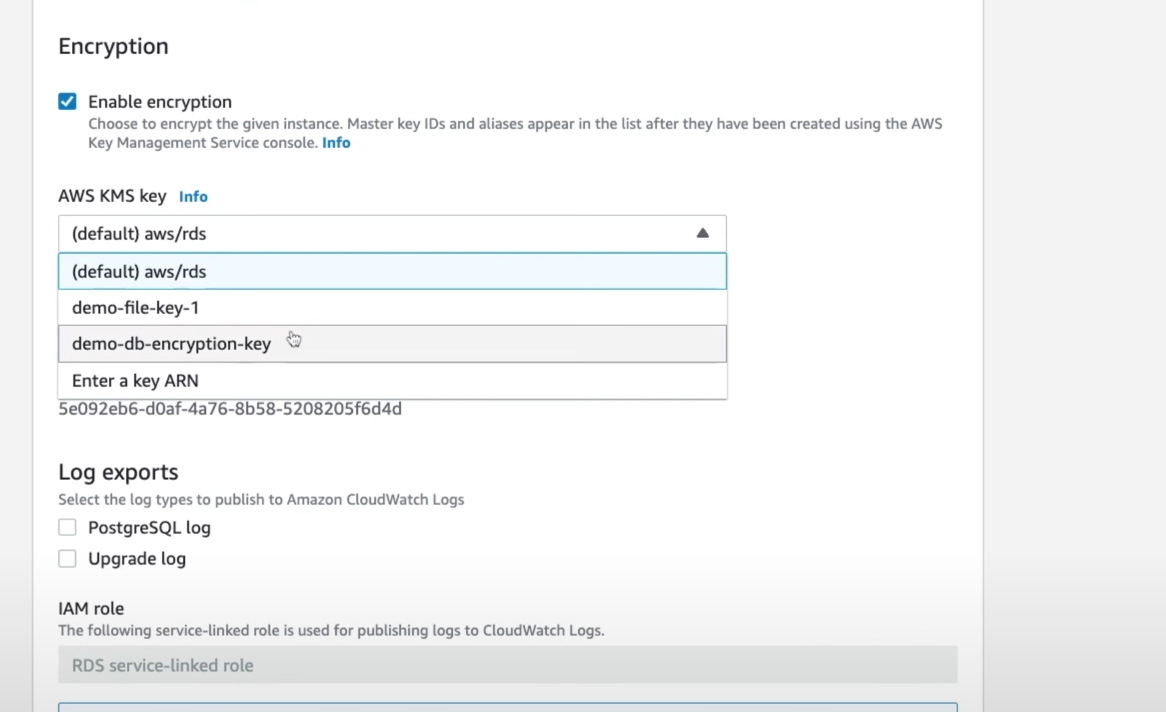 Encryption
Enable encryption
Choose to encrypt the given instance. Master key IDs and aliases appear in the list after they have been created using the AWS
Key Management Service console. Info
AWS KMS key Info
(default) aws/rds
(default) aws/rds
demo-file-key-1
demo-db-encryption-key
Enter a key ARN
5e092eb6-d0af-4a76-8b58-5208205f6d4d
Log exports
Select the log types to publish to Amazon CloudWatch Logs
PostgreSQL log
Upgrade log
IAM role
The following service-linked role is used for publishing logs to CloudWatch Logs.
RDS service-linked role